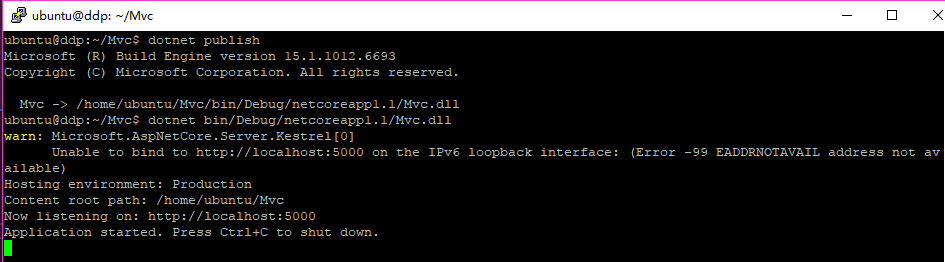 ubuntu@ddp: ~/Mvc
ubuntu@ddp:~/Mvc$ dotnet publish
Microsoft (R) Build Engine version 15.1.1012.6693
Copyright (C) Microsoft Corporation. All rights reserved.
Mvc -> /home/ubuntu/Mvc/bin/Debug/netcoreapp1.1/Mvc.dll
ubuntu@ddp:~/Mvc$ dotnet bin/Debug/netcoreapp1.1/Mvc.dll
warn: Microsoft.AspNetCore.Server.Kestrel[0]
Unable to bind to http://localhost:5000 on the IPv6 loopback interface: (Error -99 EADDRNOTAVAIL address not av
ailable)
Hosting environment: Production
Content root path: /home/ubuntu/Mvc
Now listening on: http://localhost:5000
Application started. Press Ctrl+C to shut down.